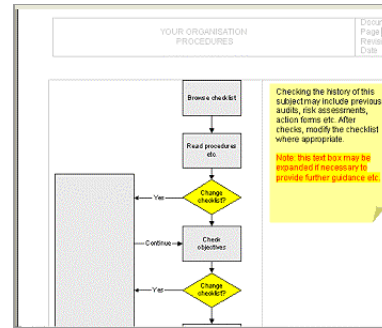 YOUR ORGANISATION
PROCEDURES
Page
Date
Browse checklist
Read procedures
etc.
Change
checklist?
Yes
Continue
Check
objectives
Change
checklist?
Yes
Checking the history of this
subject may include previous
audits, risk assessments,
action forms etc. After
checks, modify the checklist
where appropriate.
Note: this text box may be
expanded if necessary to
provide further guidance etc.